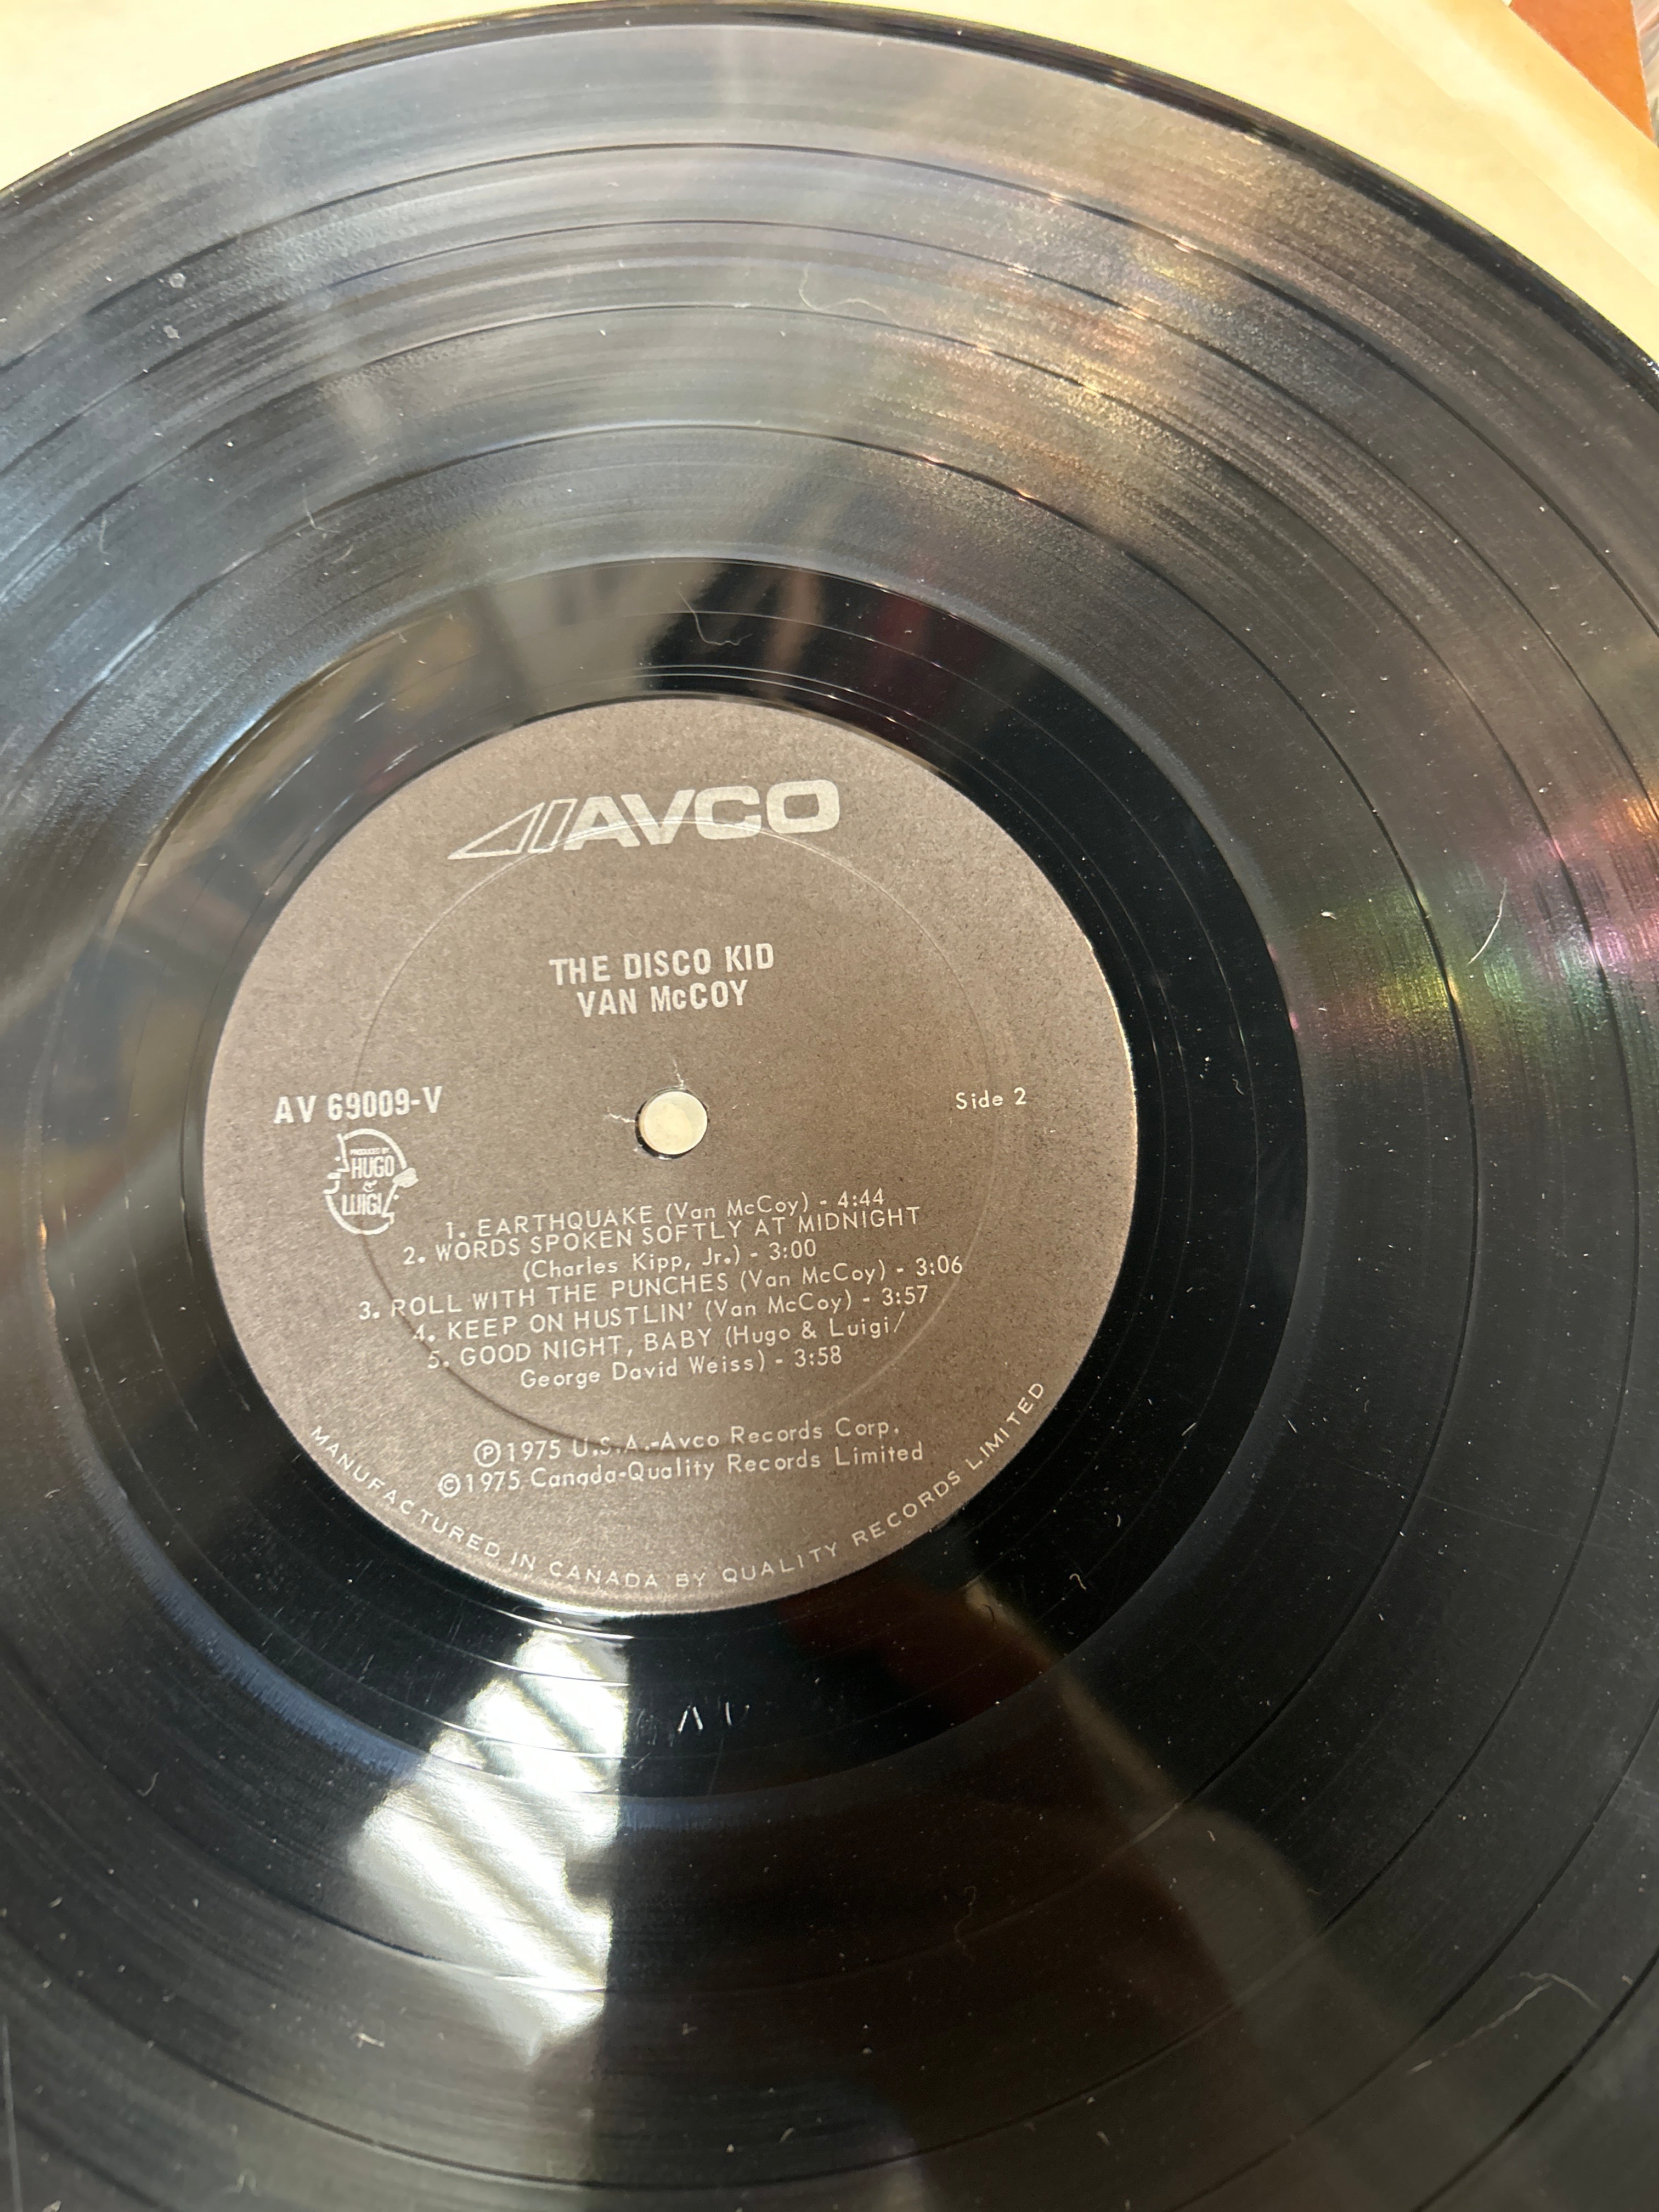 AVCO
THE DISCO KID
VAN McCOY
AV 69009-V
Side 2
PRODUCED BY
HUGO
&
LUIGI
1. EARTHQUAKE (Van McCoy) - 4:44
2. WORDS SPOKEN SOFTLY AT MIDNIGHT
(Charles Kipp, Jr.) - 3:00
3. ROLL WITH THE PUNCHES (Van McCoy) - 3:06
4. KEEP ON HUSTLIN' (Van McCoy) - 3:57
5. GOOD NIGHT, BABY (Hugo & Luigi/
George David Weiss) - 3:58
Ⓟ1975 U.S.A.-Avco Records Corp.
©1975 Canada-Quality Records Limited
MANUFACTURED IN CANADA BY QUALITY RECORDS LIMITED